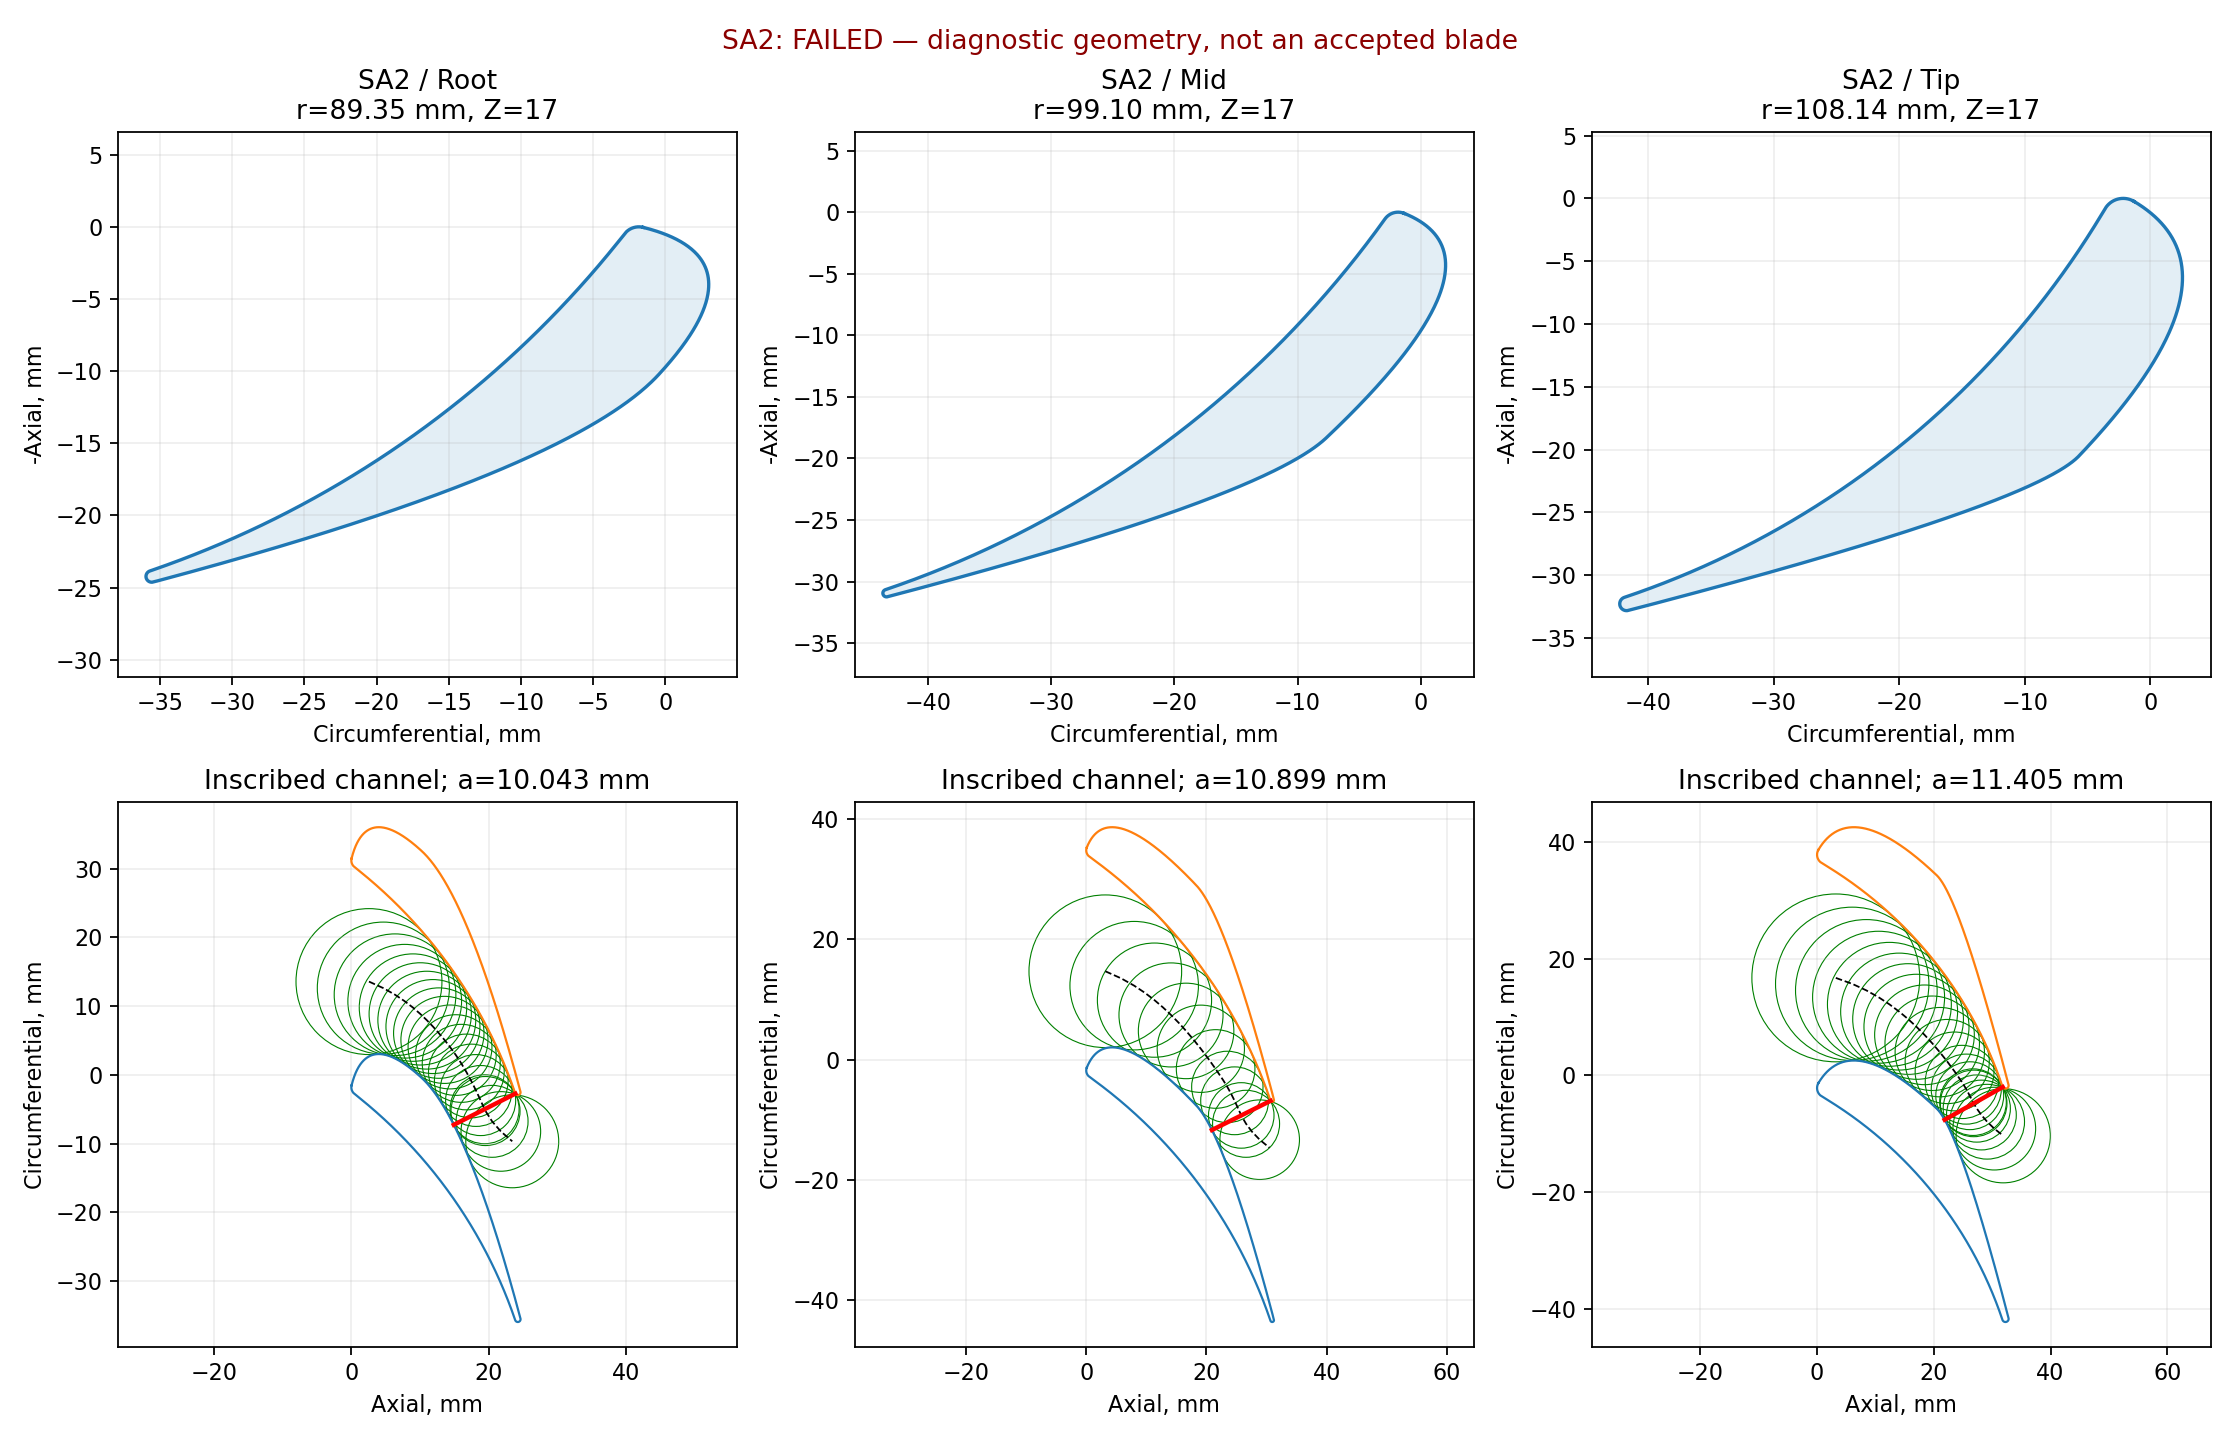 SA2: FAILED — diagnostic geometry, not an accepted blade
SA2 / Root
r=89.35 mm, Z=17
5
0
−5
−10
−15
−20
−25
−30
-Axial, mm
−35 −30 −25 −20 −15 −10 −5 0
Circumferential, mm
SA2 / Mid
r=99.10 mm, Z=17
5
0
−5
−10
−15
−20
−25
−30
−35
-Axial, mm
−40 −30 −20 −10 0
Circumferential, mm
SA2 / Tip
r=108.14 mm, Z=17
5
0
−5
−10
−15
−20
−25
−30
−35
-Axial, mm
−40 −30 −20 −10 0
Circumferential, mm
Inscribed channel; a=10.043 mm
30
20
10
0
−10
−20
−30
Circumferential, mm
−20 0 20 40
Axial, mm
Inscribed channel; a=10.899 mm
40
20
0
−20
−40
Circumferential, mm
−20 0 20 40 60
Axial, mm
Inscribed channel; a=11.405 mm
40
20
0
−20
−40
Circumferential, mm
−20 0 20 40 60
Axial, mm